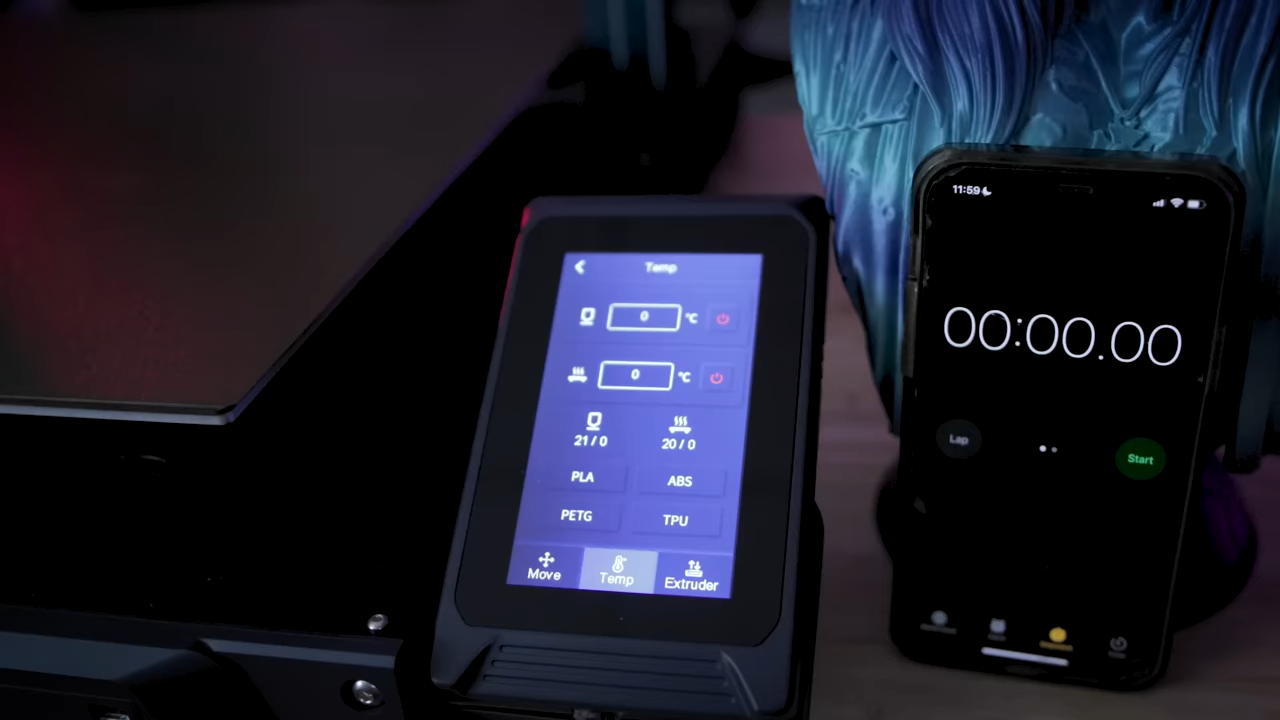 Temp
0 °C
0 °C
21 / 0 20 / 0
PLA ABS
PETG TPU
Move Temp Extruder
11:59
00:00.00
Lap Start